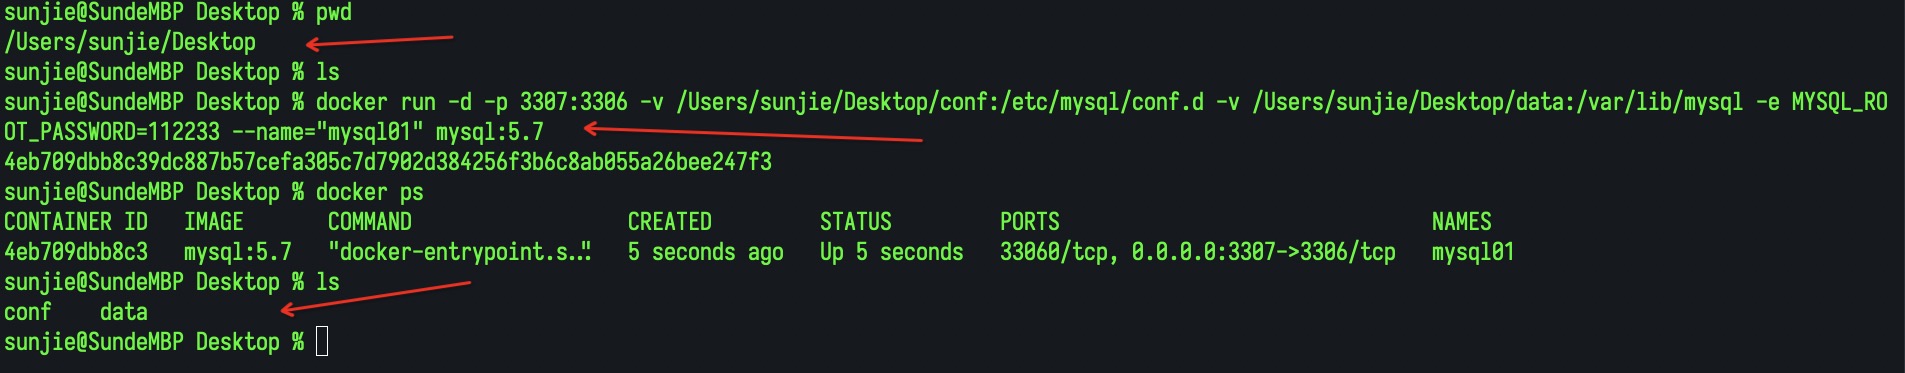 sunjie@SundeMBP Desktop % pwd
/Users/sunjie/Desktop
sunjie@SundeMBP Desktop % ls
sunjie@SundeMBP Desktop % docker run -d -p 3307:3306 -v /Users/sunjie/Desktop/conf:/etc/mysql/conf.d -v /Users/sunjie/Desktop/data:/var/lib/mysql -e MYSQL_RO
OT_PASSWORD=112233 --name="mysql01" mysql:5.7
4eb709dbb8c39dc887b57cefa305c7d7902d384256f3b6c8ab055a26bee247f3
sunjie@SundeMBP Desktop % docker ps
CONTAINER ID   IMAGE       COMMAND                  CREATED         STATUS         PORTS                               NAMES
4eb709dbb8c3   mysql:5.7   "docker-entrypoint.s…"   5 seconds ago   Up 5 seconds   33060/tcp, 0.0.0.0:3307->3306/tcp   mysql01
sunjie@SundeMBP Desktop % ls
conf    data
sunjie@SundeMBP Desktop %